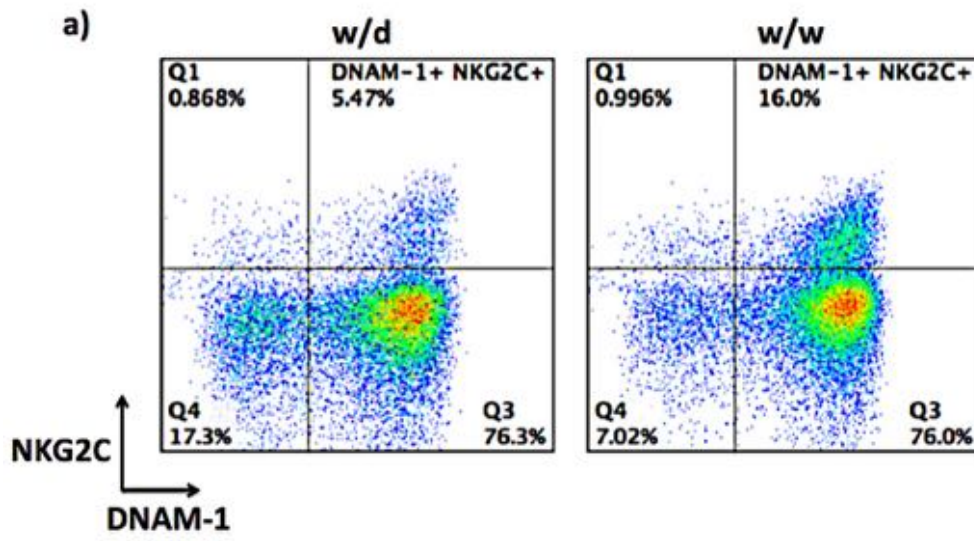 a)
w/d
w/w
Q1
0.868%
DNAM-1+ NKG2C+
5.47%
Q4
17.3%
Q3
76.3%
Q1
0.996%
DNAM-1+ NKG2C+
16.0%
Q4
7.02%
Q3
76.0%
NKG2C
DNAM-1